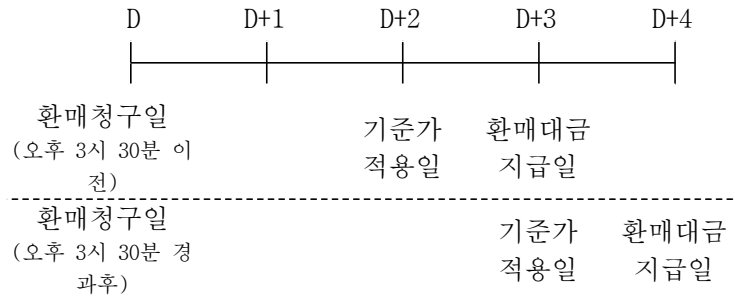 D D+1 D+2 D+3 D+4
환매청구일
(오후 3시 30분 이
전)
기준가 환매대금
적용일 지급일
환매청구일
(오후 3시 30분 경
과후)
기준가 환매대금
적용일 지급일